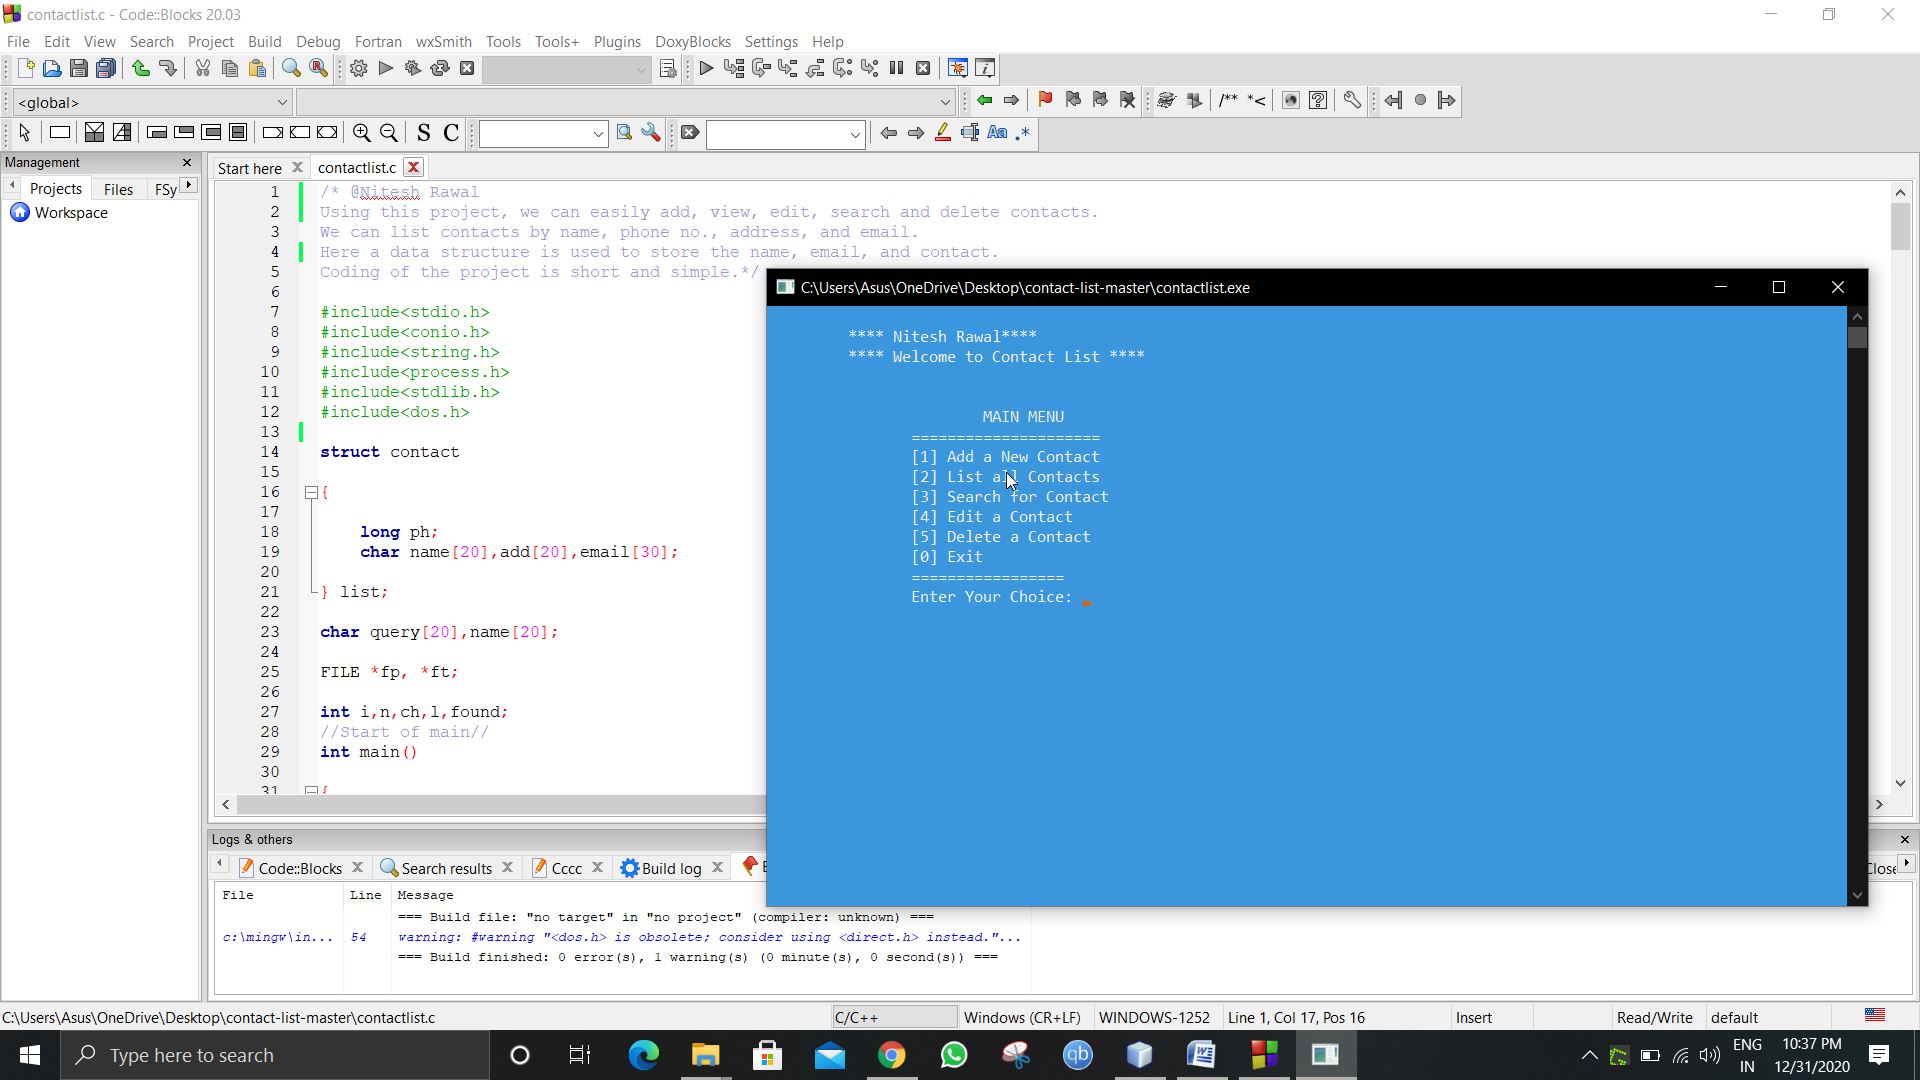 contactlist.c - Code::Blocks 20.03
File Edit View Search Project Build Debug Fortran wxSmith Tools Tools+ Plugins DoxyBlocks Settings Help
<global>
/** *<
S C
Aa .*
Management
Projects Files FSy
Workspace
Start here contactlist.c
1 /* @Nitesh Rawal
2 Using this project, we can easily add, view, edit, search and delete contacts.
3 We can list contacts by name, phone no., address, and email.
4 Here a data structure is used to store the name, email, and contact.
5 Coding of the project is short and simple.*/
6
7 #include<stdio.h>
8 #include<conio.h>
9 #include<string.h>
10 #include<process.h>
11 #include<stdlib.h>
12 #include<dos.h>
13
14 struct contact
15
16 {
17
18 long ph;
19 char name[20],add[20],email[30];
20
21 } list;
22
23 char query[20],name[20];
24
25 FILE *fp, *ft;
26
27 int i,n,ch,l,found;
28 //Start of main//
29 int main()
30
31 {
C:\Users\Asus\OneDrive\Desktop\contact-list-master\contactlist.exe
**** Nitesh Rawal****
**** Welcome to Contact List ****
MAIN MENU
=====================
[1] Add a New Contact
[2] List all Contacts
[3] Search for Contact
[4] Edit a Contact
[5] Delete a Contact
[0] Exit
=================
Enter Your Choice:
Logs & others
Code::Blocks Search results Cccc Build log
Close
File Line Message
=== Build file: "no target" in "no project" (compiler: unknown) ===
c:\mingw\in... 54 warning: #warning "<dos.h> is obsolete; consider using <direct.h> instead."...
=== Build finished: 0 error(s), 1 warning(s) (0 minute(s), 0 second(s)) ===
C:\Users\Asus\OneDrive\Desktop\contact-list-master\contactlist.c C/C++ Windows (CR+LF) WINDOWS-1252 Line 1, Col 17, Pos 16 Insert Read/Write default
Type here to search
qb
ENG
IN
10:37 PM
12/31/2020